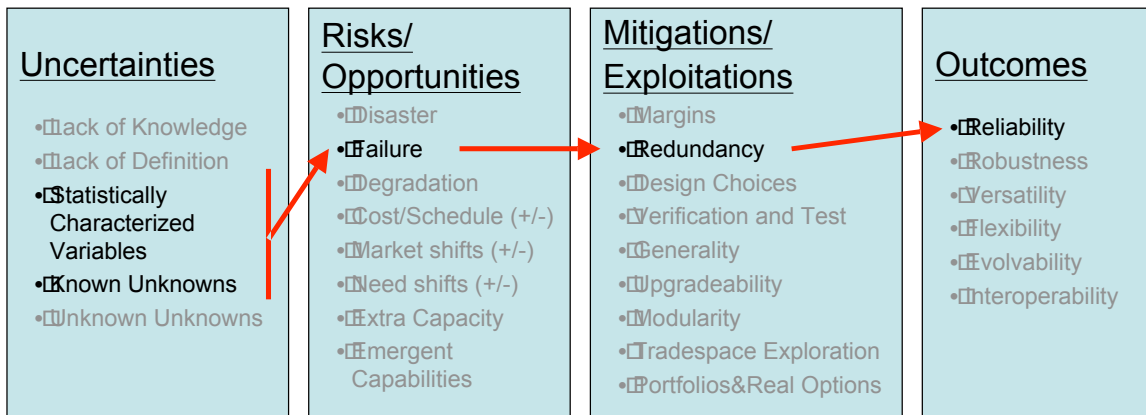 Uncertainties
• Lack of Knowledge
• Lack of Definition
• Statistically
Characterized
Variables
• Known Unknowns
• Unknown Unknowns
Risks/
Opportunities
• Disaster
• Failure
• Degradation
• Cost/Schedule (+/-)
• Market shifts (+/-)
• Need shifts (+/-)
• Extra Capacity
• Emergent
Capabilities
Mitigations/
Exploitations
• Margins
• Redundancy
• Design Choices
• Verification and Test
• Generality
• Upgradeability
• Modularity
• Tradespace Exploration
• Portfolios&Real Options
Outcomes
• Reliability
• Robustness
• Versatility
• Flexibility
• Evolvability
• Interoperability